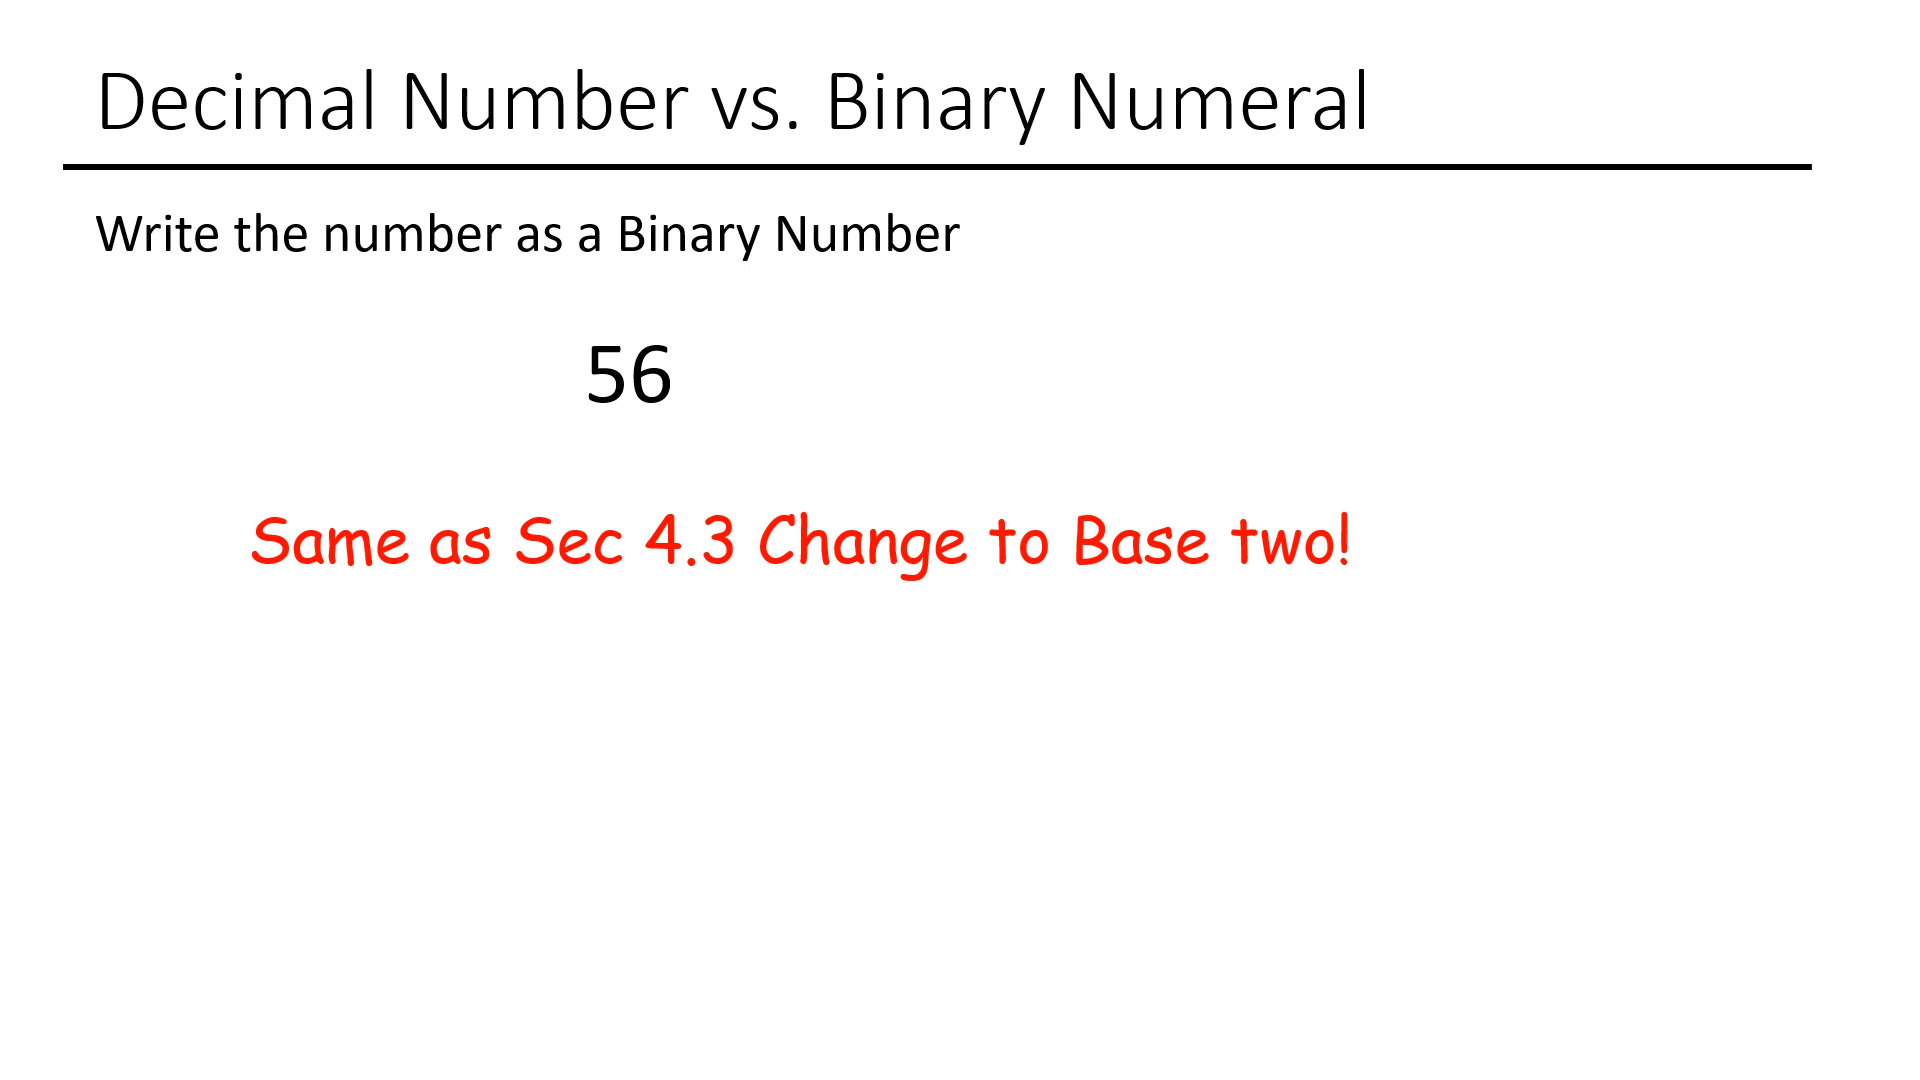 Decimal Number vs. Binary Numeral
Write the number as a Binary Number
56
Same as Sec 4.3 Change to Base two!